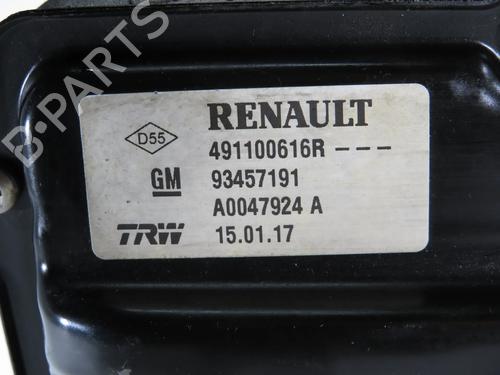 B-PARTS
RENAULT
D55
491100616R ---
GM 93457191
A0047924 A
TRW 15.01.17